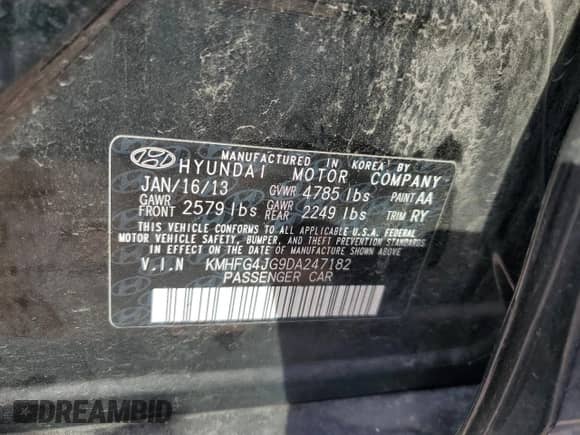 MANUFACTURED IN KOREA BY
HYUNDAI MOTOR COMPANY
JAN/16/13 GVWR 4785 lbs PAINT AA
GAWR FRONT 2579 lbs GAWR REAR 2249 lbs TRIM RY
THIS VEHICLE CONFORMS TO ALL APPLICABLE U.S.A. FEDERAL
MOTOR VEHICLE SAFETY, BUMPER, AND THEFT PREVENTION STANDARDS
IN EFFECT ON THE DATE OF MANUFACTURE SHOWN ABOVE
V.I.N KMHFG4JG9DA247182
PASSENGER CAR
DREAMBID